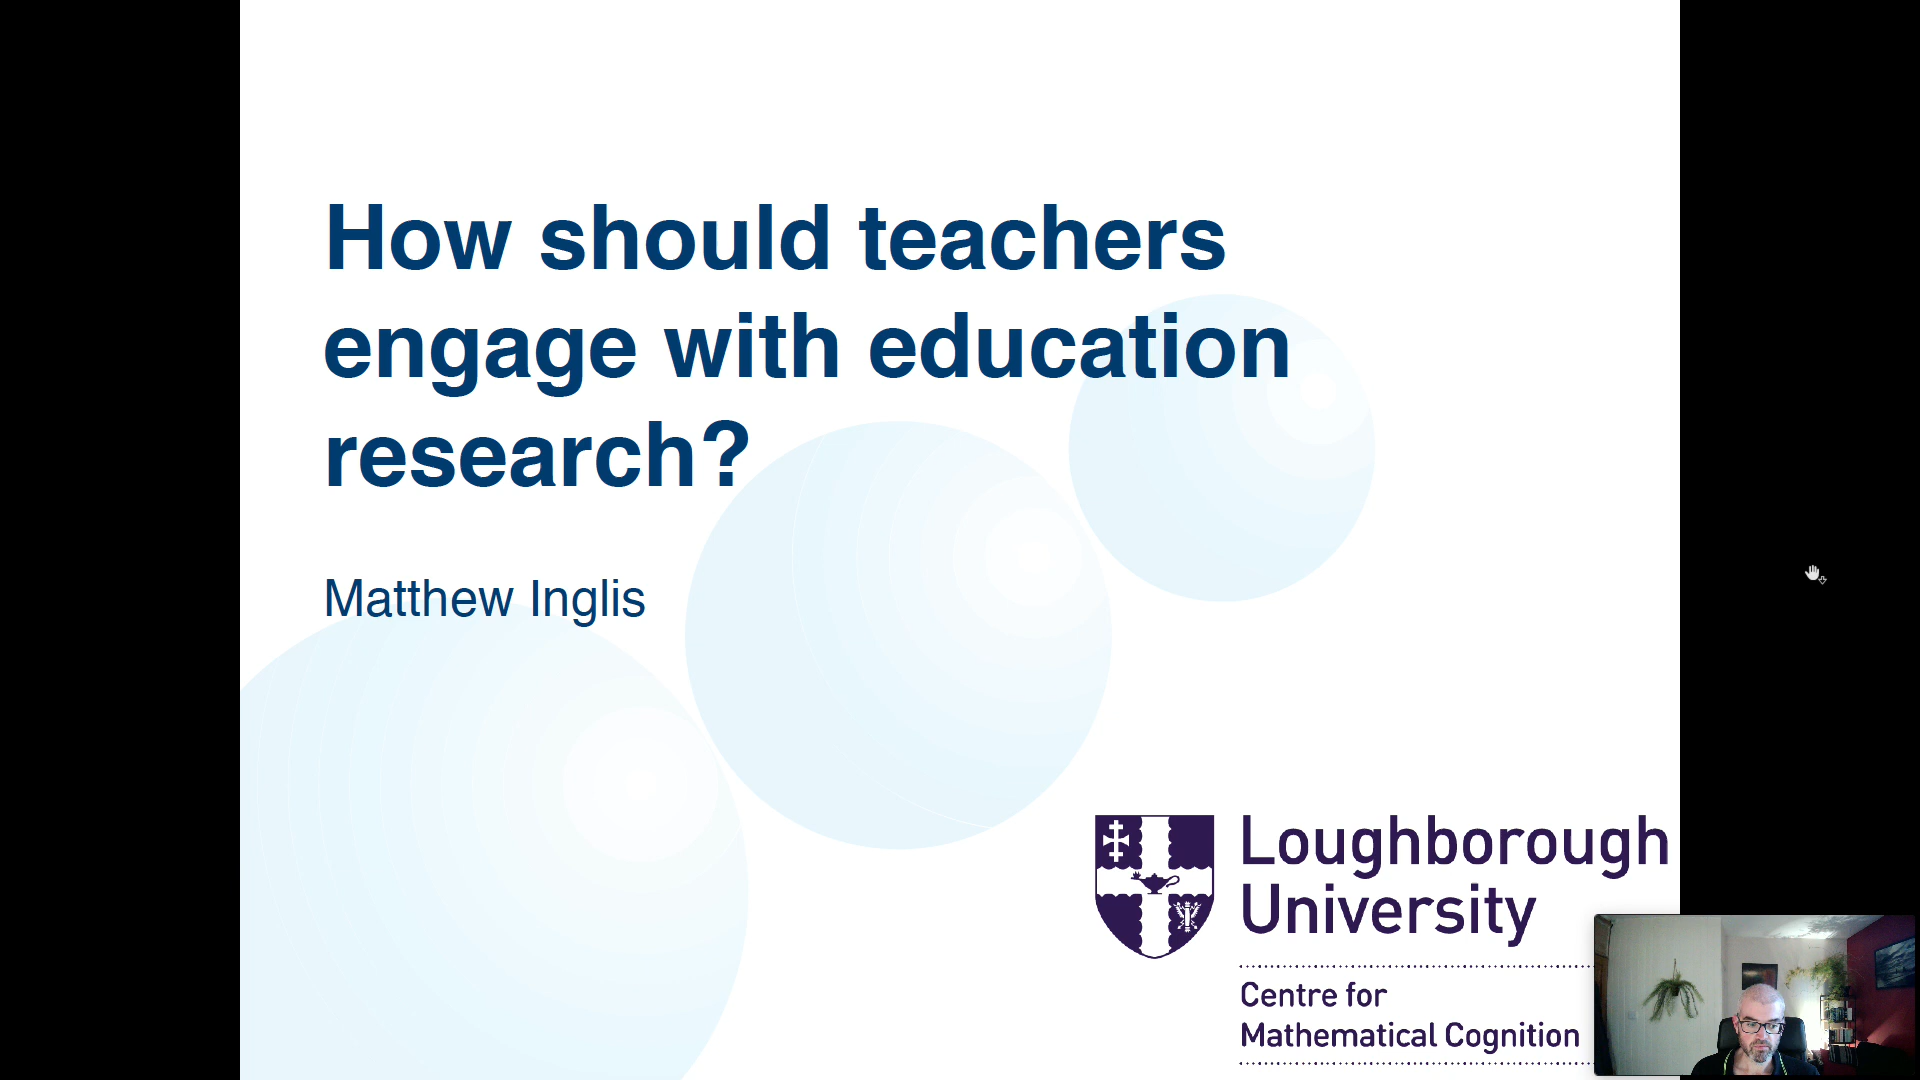 How should teachers
engage with education
research?
Matthew Inglis
Loughborough
University
Centre for
Mathematical Cognition